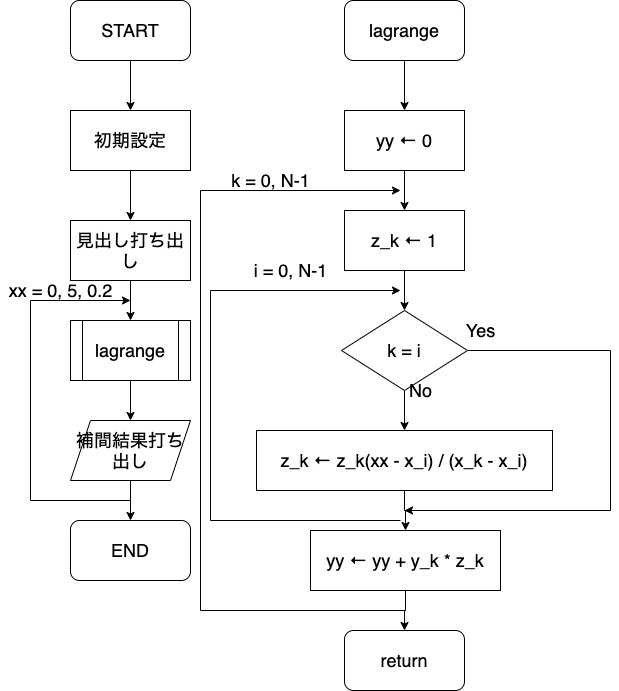 START
初期設定
見出し打ち出
し
xx = 0, 5, 0.2
lagrange
補間結果打ち
出し
END
lagrange
yy ← 0
k = 0, N-1
z_k ← 1
i = 0, N-1
k = i
Yes
No
z_k ← z_k(xx - x_i) / (x_k - x_i)
yy ← yy + y_k * z_k
return